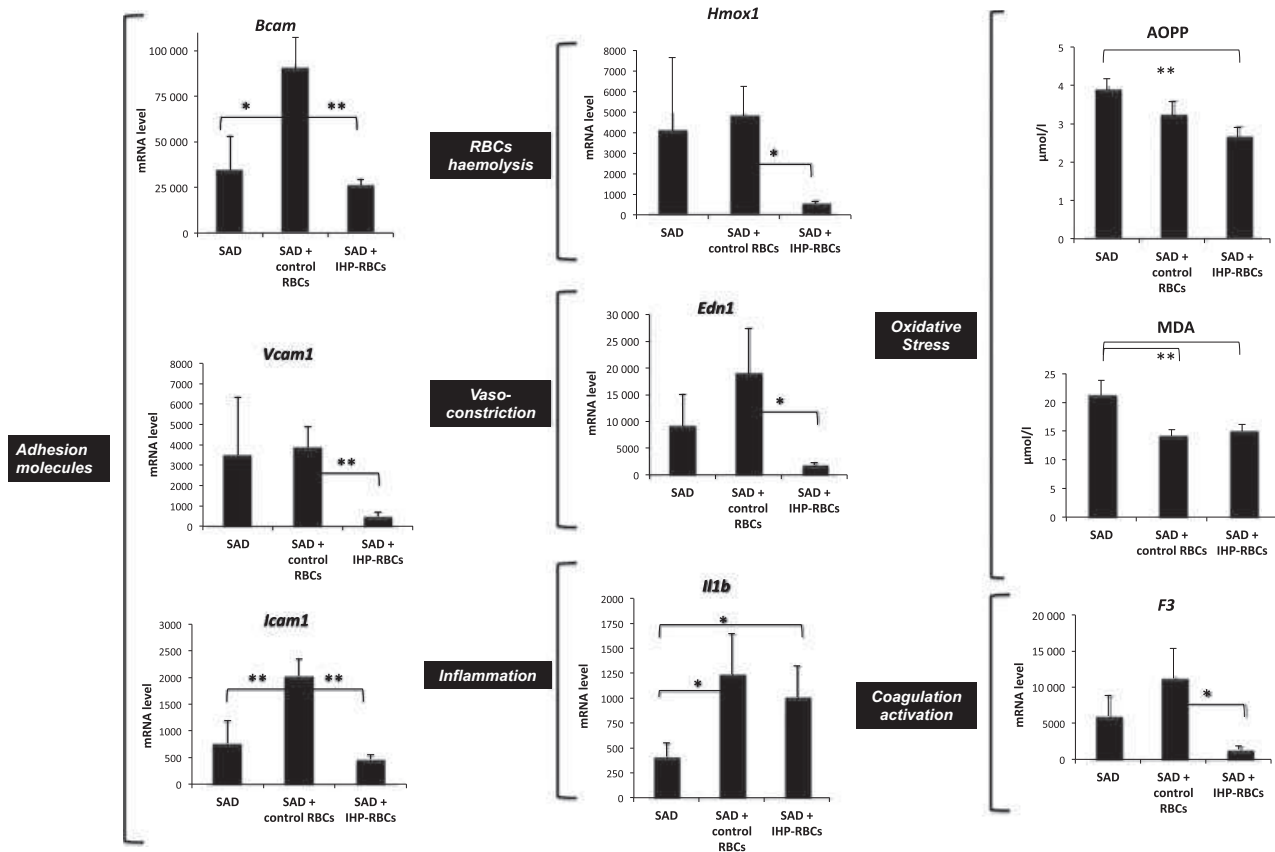 Adhesion
molecules
Bcam
mRNA level
100 000
75 000
50 000
25 000
0
*
**
SAD
SAD +
control
RBCs
SAD +
IHP-RBCs
Vcam1
mRNA level
8000
7000
6000
5000
4000
3000
2000
1000
0
**
SAD
SAD +
control
RBCs
SAD +
IHP-RBCs
Icam1
mRNA level
3000
2500
2000
1500
1000
500
0
**
**
SAD
SAD +
control RBCs
SAD +
IHP-RBCs
RBCs
haemolysis
Hmox1
mRNA level
8000
7000
6000
5000
4000
3000
2000
1000
0
*
SAD
SAD +
control RBCs
SAD +
IHP-RBCs
Vaso-
constriction
Edn1
mRNA level
30 000
25 000
20 000
15 000
10 000
5000
0
*
SAD
SAD +
control
RBCs
SAD +
IHP-RBCs
Inflammation
Il1b
mRNA level
2000
1750
1500
1250
1000
750
500
250
0
*
*
SAD
SAD +
control
RBCs
SAD +
IHP-RBCs
Oxidative
Stress
AOPP
µmol/l
5
4
3
2
1
0
**
SAD
SAD +
control
RBCs
SAD +
IHP-RBCs
MDA
µmol/l
25
20
15
10
5
0
**
SAD
SAD +
control RBCs
SAD +
IHP-RBCs
Coagulation
activation
F3
mRNA level
20 000
15 000
10 000
5000
0
*
SAD
SAD +
control
RBCs
SAD +
IHP-RBCs